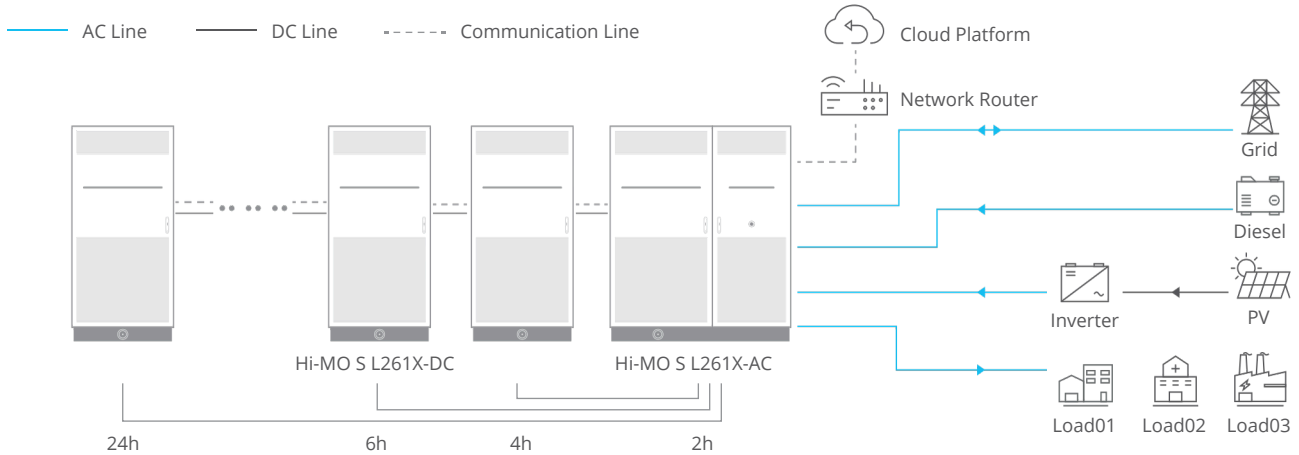 AC Line
DC Line
Communication Line
Cloud Platform
Network Router
Grid
Diesel
Inverter
PV
Hi-MO S L261X-DC
Hi-MO S L261X-AC
Load01
Load02
Load03
24h
6h
4h
2h